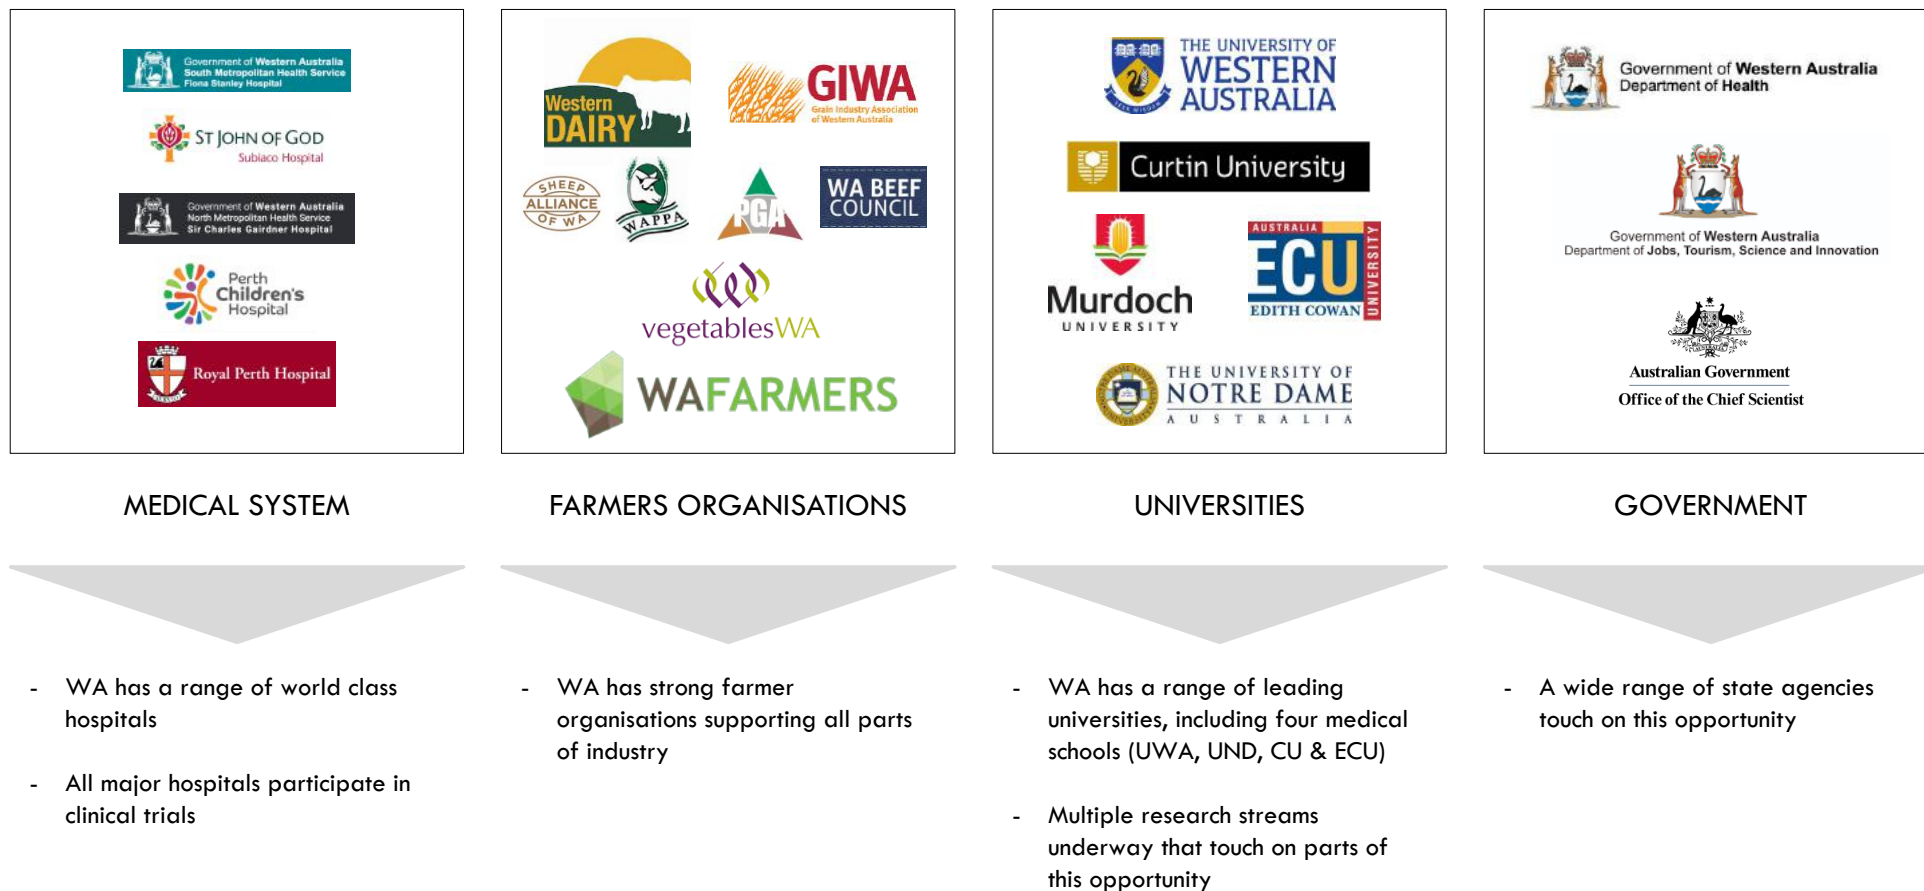 Government of Western Australia
South Metropolitan Health Service
Fiona Stanley Hospital
ST JOHN OF GOD
Subiaco Hospital
Government of Western Australia
North Metropolitan Health Service
Sir Charles Gairdner Hospital
Perth
Children's
Hospital
Royal Perth Hospital
MEDICAL SYSTEM
- WA has a range of world class
hospitals
- All major hospitals participate in
clinical trials
Western
DAIRY
GIWA
Grain Industry Association
of Western Australia
SHEEP
ALLIANCE
OF WA
WAPPA
PGA
WA BEEF
COUNCIL
vegetablesWA
WAFARMERS
FARMERS ORGANISATIONS
- WA has strong farmer
organisations supporting all parts
of industry
THE UNIVERSITY OF
WESTERN
AUSTRALIA
SEEK WISDOM
Curtin University
Murdoch
UNIVERSITY
AUSTRALIA
ECU
EDITH COWAN
UNIVERSITY
THE UNIVERSITY OF
NOTRE DAME
AUSTRALIA
UNIVERSITIES
- WA has a range of leading
universities, including four medical
schools (UWA, UND, CU & ECU)
- Multiple research streams
underway that touch on parts of
this opportunity
Government of Western Australia
Department of Health
Government of Western Australia
Department of Jobs, Tourism, Science and Innovation
Australian Government
Office of the Chief Scientist
GOVERNMENT
- A wide range of state agencies
touch on this opportunity